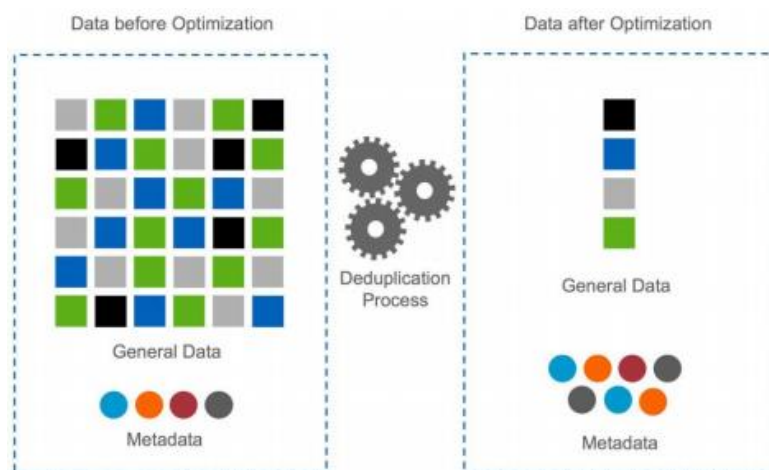 Data before Optimization
Data after Optimization
Deduplication
Process
General Data
General Data
Metadata
Metadata